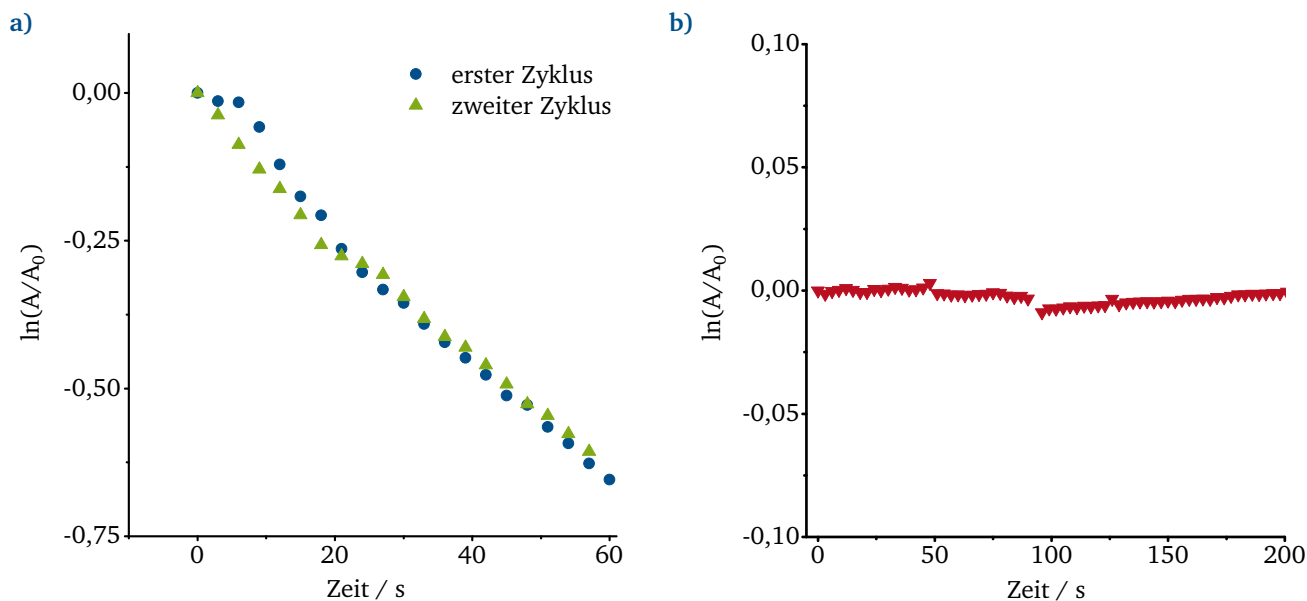 a)
erster Zyklus
zweiter Zyklus
0,00
-0,25
-0,50
-0,75
ln(A/A0)
0
20
40
60
Zeit / s
b)
0,10
0,05
0,00
-0,05
-0,10
ln(A/A0)
0
50
100
150
200
Zeit / s